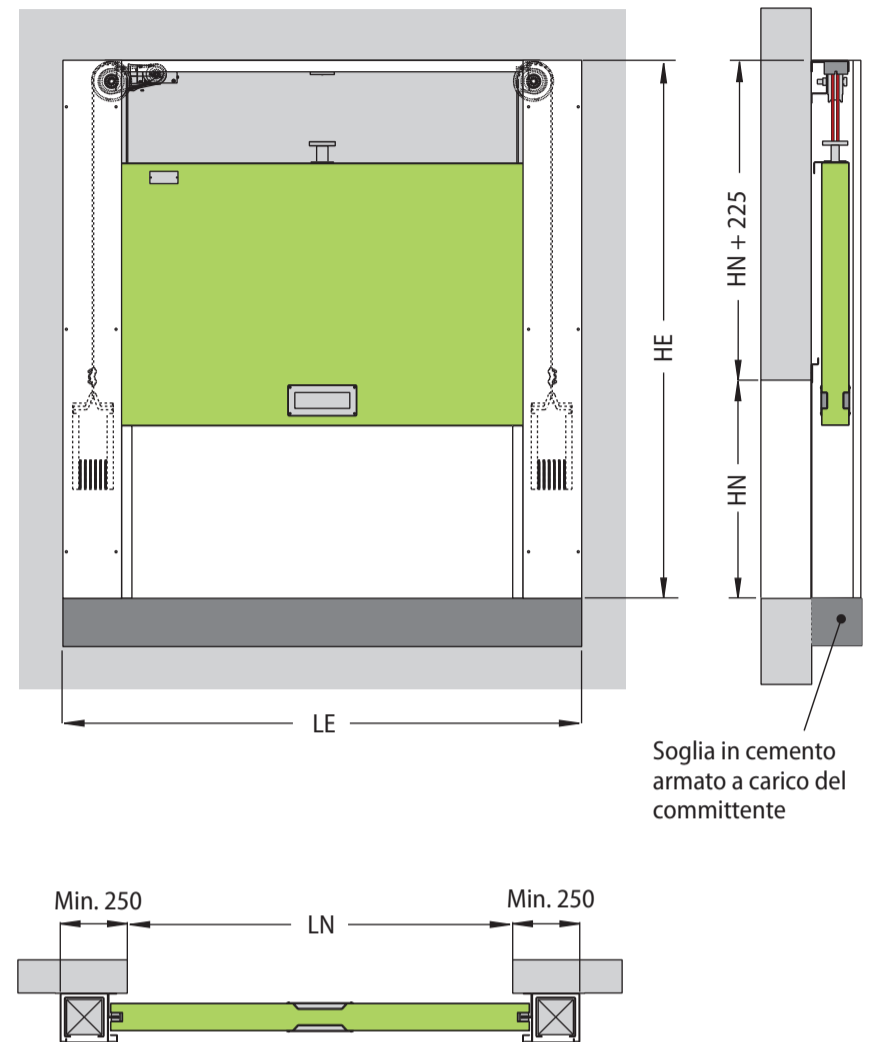 HN + 225
HE
HN
LE
Soglia in cemento
armato a carico del
committente
Min. 250
LN
Min. 250